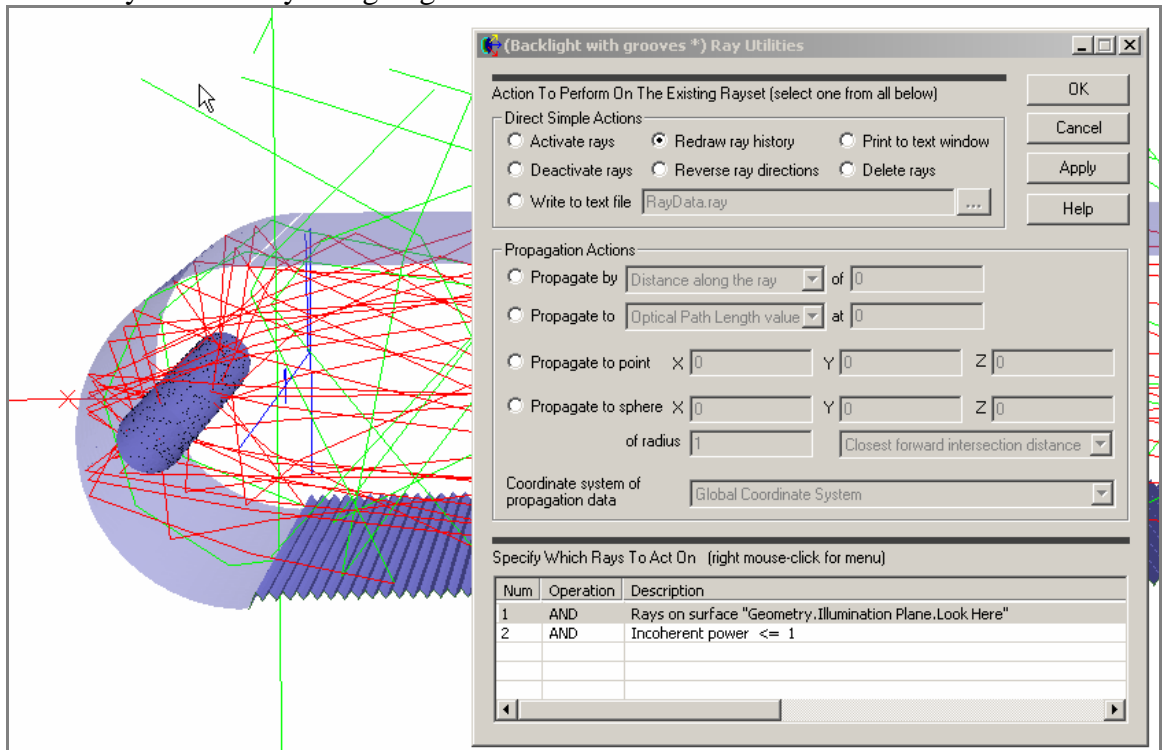 (Backlight with grooves *) Ray Utilities
Action To Perform On The Existing Rayset (select one from all below)
OK
Direct Simple Actions
Cancel
Activate rays
Redraw ray history
Print to text window
Deactivate rays
Reverse ray directions
Delete rays
Apply
Write to text file
RayData.ray
...
Help
Propagation Actions
Propagate by
Distance along the ray
of
0
Propagate to
Optical Path Length value
at
0
Propagate to point
X
0
Y
0
Z
0
Propagate to sphere
X
0
Y
0
Z
0
of radius
1
Closest forward intersection distance
Coordinate system of
propagation data
Global Coordinate System
Specify Which Rays To Act On (right mouse-click for menu)
Num Operation Description
1 AND Rays on surface "Geometry.Illumination Plane.Look Here"
2 AND Incoherent power <= 1